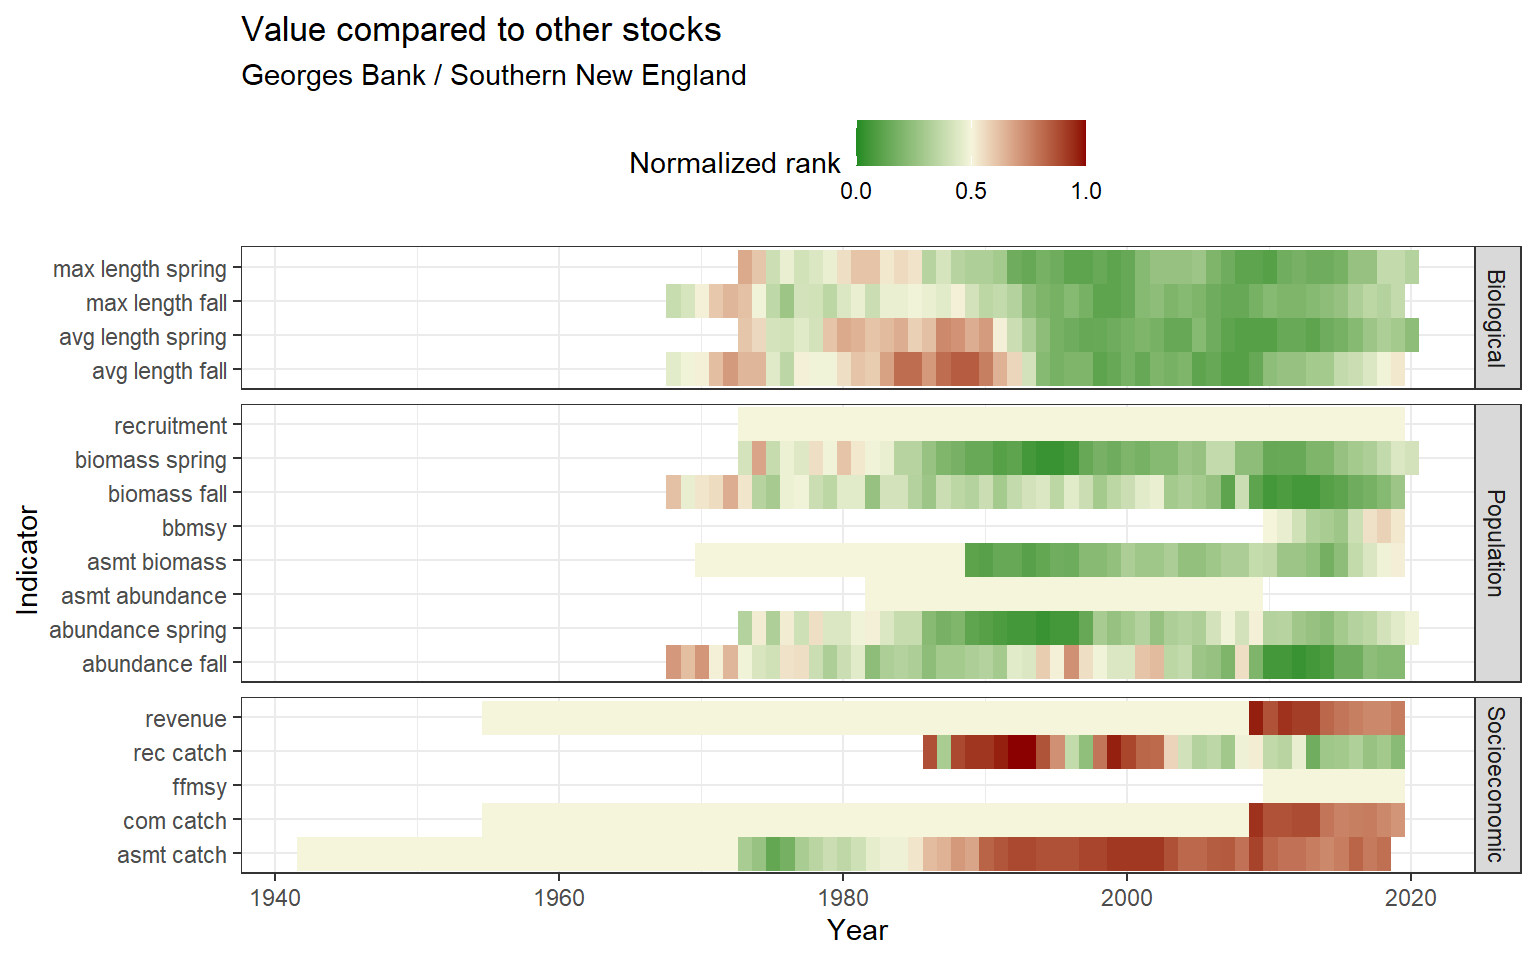 Value compared to other stocks
Georges Bank / Southern New England
Normalized rank
0.0 0.5 1.0
max length spring
max length fall
avg length spring
avg length fall
Biological
recruitment
biomass spring
biomass fall
bbmsy
asmt biomass
asmt abundance
abundance spring
abundance fall
Population
revenue
rec catch
ffmsy
com catch
asmt catch
Socioeconomic
Indicator
1940 1960 1980 2000 2020
Year